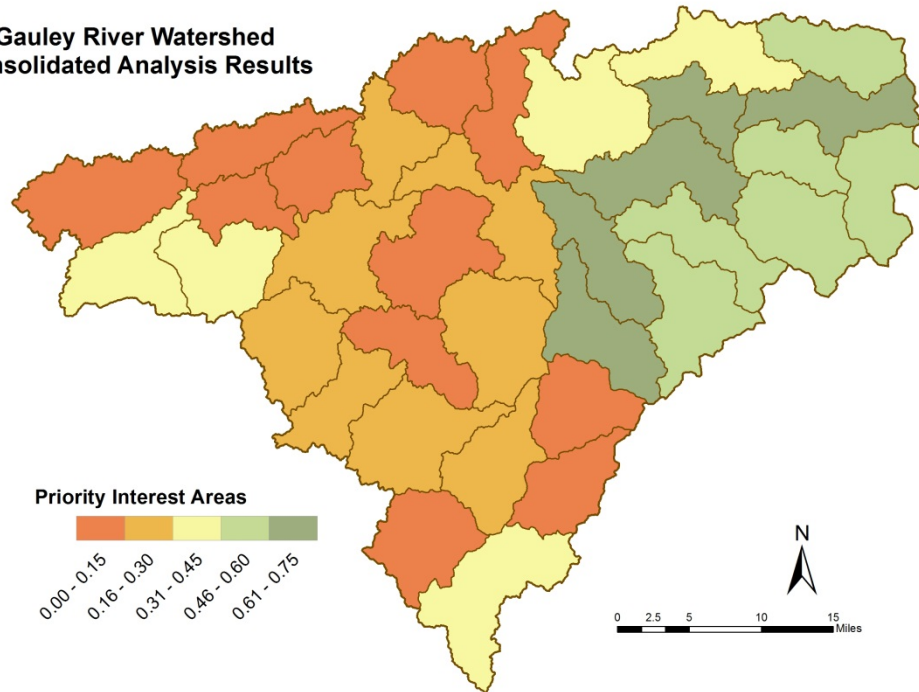 Gauley River Watershed
nsolidated Analysis Results
Priority Interest Areas
0.00 - 0.15
0.16 - 0.30
0.31 - 0.45
0.46 - 0.60
0.61 - 0.75
N
0 2.5 5 10 15
Miles